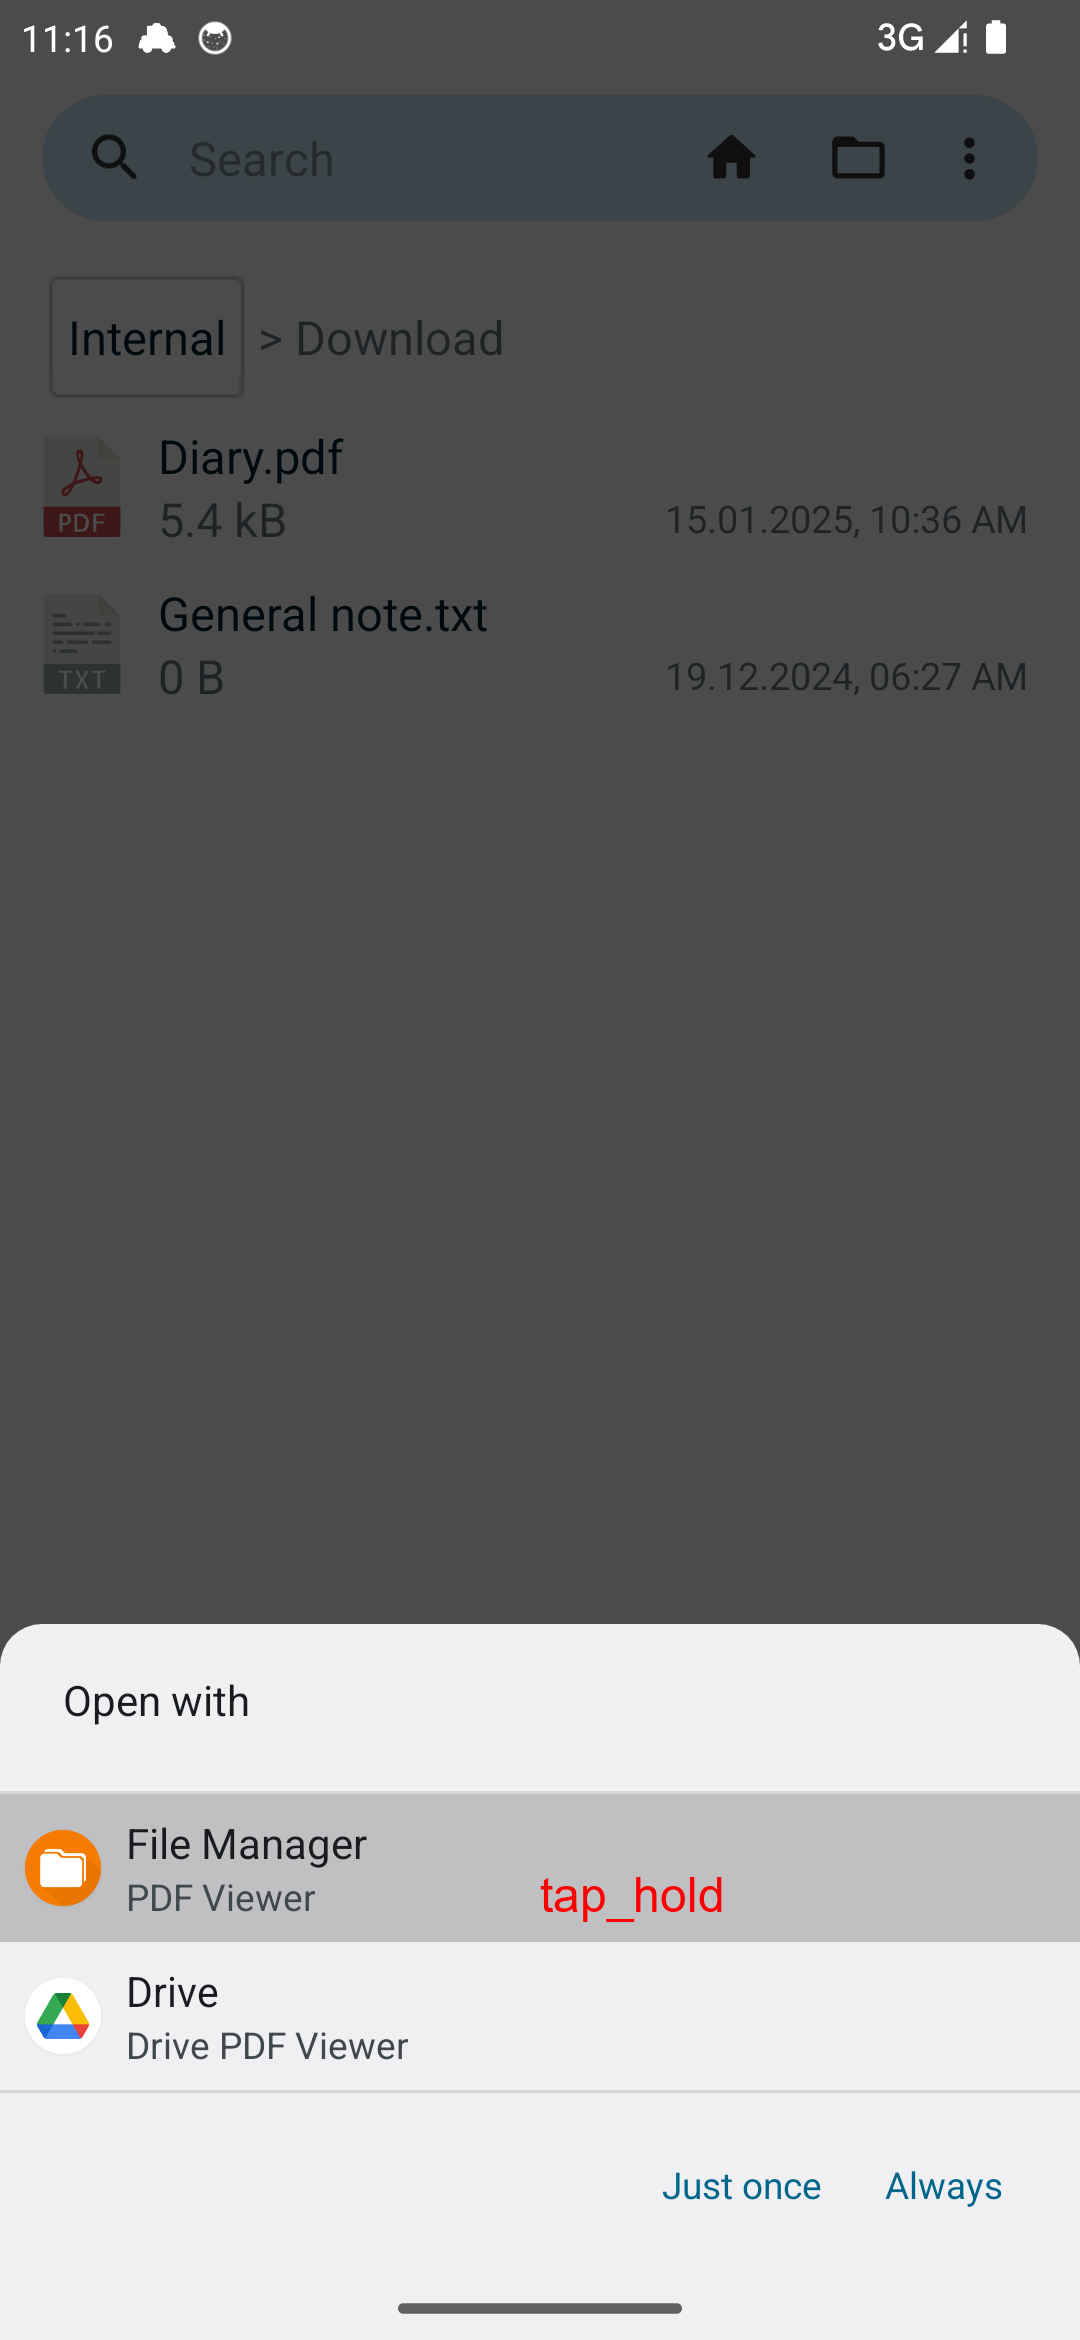 11:16
3G
Search
Internal > Download
Diary.pdf
PDF
5.4 kB
15.01.2025, 10:36 AM
General note.txt
TXT
0 B
19.12.2024, 06:27 AM
Open with
File Manager
PDF Viewer
tap_hold
Drive
Drive PDF Viewer
Just once
Always